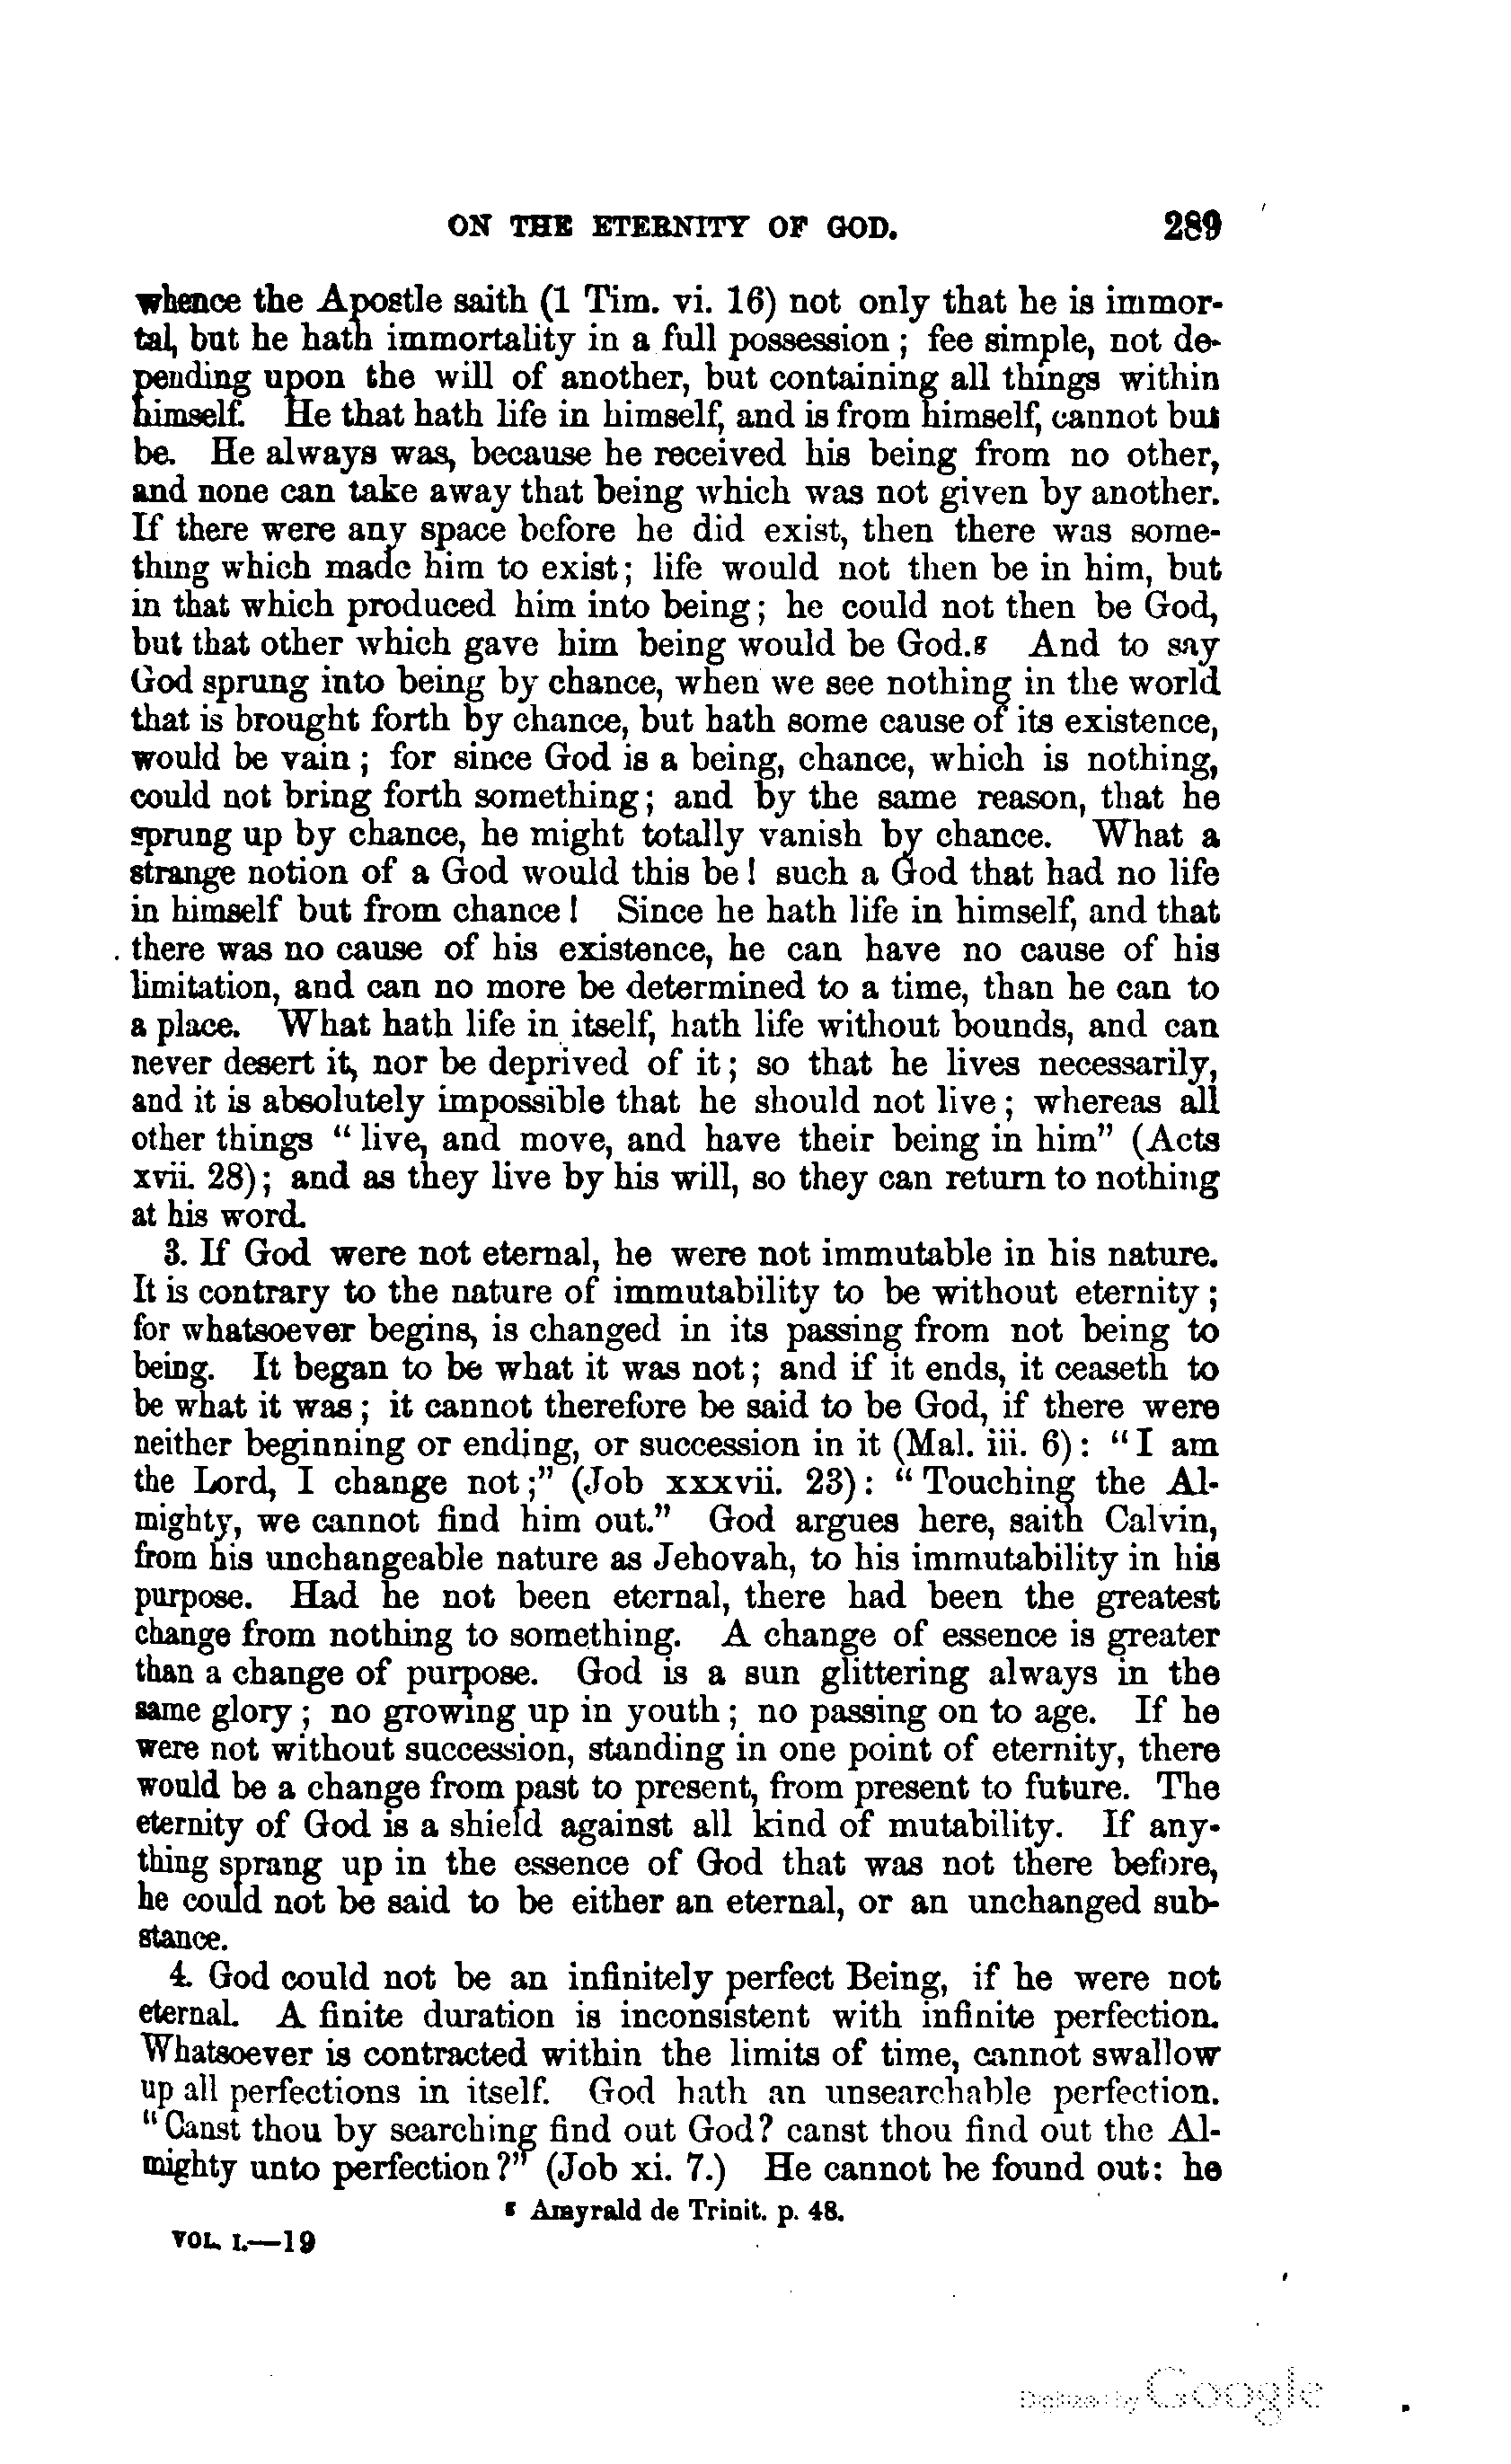 ON THE ETERNITY OF GOD. 289
whence the Apostle saith (1 Tim. vi. 16) not only that he is immor-
tal, but he hath immortality in a full possession ; fee simple, not de-
pending upon the will of another, but containing all things within
himself. He that hath life in himself, and is from himself, cannot but
be. He always was, because he received his being from no other,
and none can take away that being which was not given by another.
If there were any space before he did exist, then there was some-
thing which made him to exist; life would not then be in him, but
in that which produced him into being; he could not then be God,
but that other which gave him being would be God.g And to say
God sprung into being by chance, when we see nothing in the world
that is brought forth by chance, but hath some cause of its existence,
would be vain ; for since God is a being, chance, which is nothing,
could not bring forth something; and by the same reason, that he
sprung up by chance, he might totally vanish by chance. What a
strange notion of a God would this be! such a God that had no life
in himself but from chance! Since he hath life in himself, and that
there was no cause of his existence, he can have no cause of his
limitation, and can no more be determined to a time, than he can to
a place. What hath life in itself, hath life without bounds, and can
never desert it, nor be deprived of it; so that he lives necessarily,
and it is absolutely impossible that he should not live; whereas all
other things "live, and move, and have their being in him" (Acts
xvii. 28); and as they live by his will, so they can return to nothing
at his word.
3. If God were not eternal, he were not immutable in his nature.
It is contrary to the nature of immutability to be without eternity;
for whatsoever begins, is changed in its passing from not being to
being. It began to be what it was not; and if it ends, it ceaseth to
be what it was; it cannot therefore be said to be God, if there were
neither beginning or ending, or succession in it (Mal. iii. 6): "I am
the Lord, I change not;" (Job xxxvii. 23): "Touching the Al-
mighty, we cannot find him out." God argues here, saith Calvin,
from his unchangeable nature as Jehovah, to his immutability in his
purpose. Had he not been eternal, there had been the greatest
change from nothing to something. A change of essence is greater
than a change of purpose. God is a sun glittering always in the
same glory; no growing up in youth; no passing on to age. If he
were not without succession, standing in one point of eternity, there
would be a change from past to present, from present to future. The
eternity of God is a shield against all kind of mutability. If any-
thing sprang up in the essence of God that was not there before,
he could not be said to be either an eternal, or an unchanged sub-
stance.
4. God could not be an infinitely perfect Being, if he were not
eternal. A finite duration is inconsistent with infinite perfection.
Whatsoever is contracted within the limits of time, cannot swallow
up all perfections in itself. God hath an unsearchable perfection.
"Canst thou by searching find out God? canst thou find out the Al-
mighty unto perfection?" (Job xi. 7.) He cannot be found out: he
g Amyrald de Trinit. p. 48.
VOL. I.—19
Digitized by Google